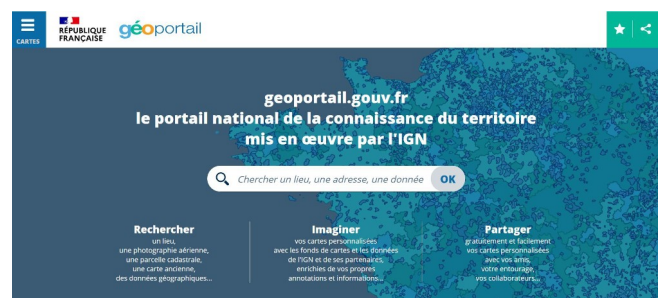 CARTES
RÉPUBLIQUE
FRANÇAISE
géoportail
geoportail.gouv.fr
le portail national de la connaissance du territoire
mis en œuvre par l'IGN
Chercher un lieu, une adresse, une donnée
OK
Rechercher
un lieu,
une photographie aérienne,
une parcelle cadastrale,
une carte ancienne,
des données géographiques...
Imaginer
vos cartes personnalisées
avec les fonds de cartes et les données
de l'IGN et de ses partenaires,
enrichies de vos propres
annotations et informations...
Partager
gratuitement et facilement
vos cartes personnalisées
avec vos amis,
votre entourage,
vos collaborateurs...